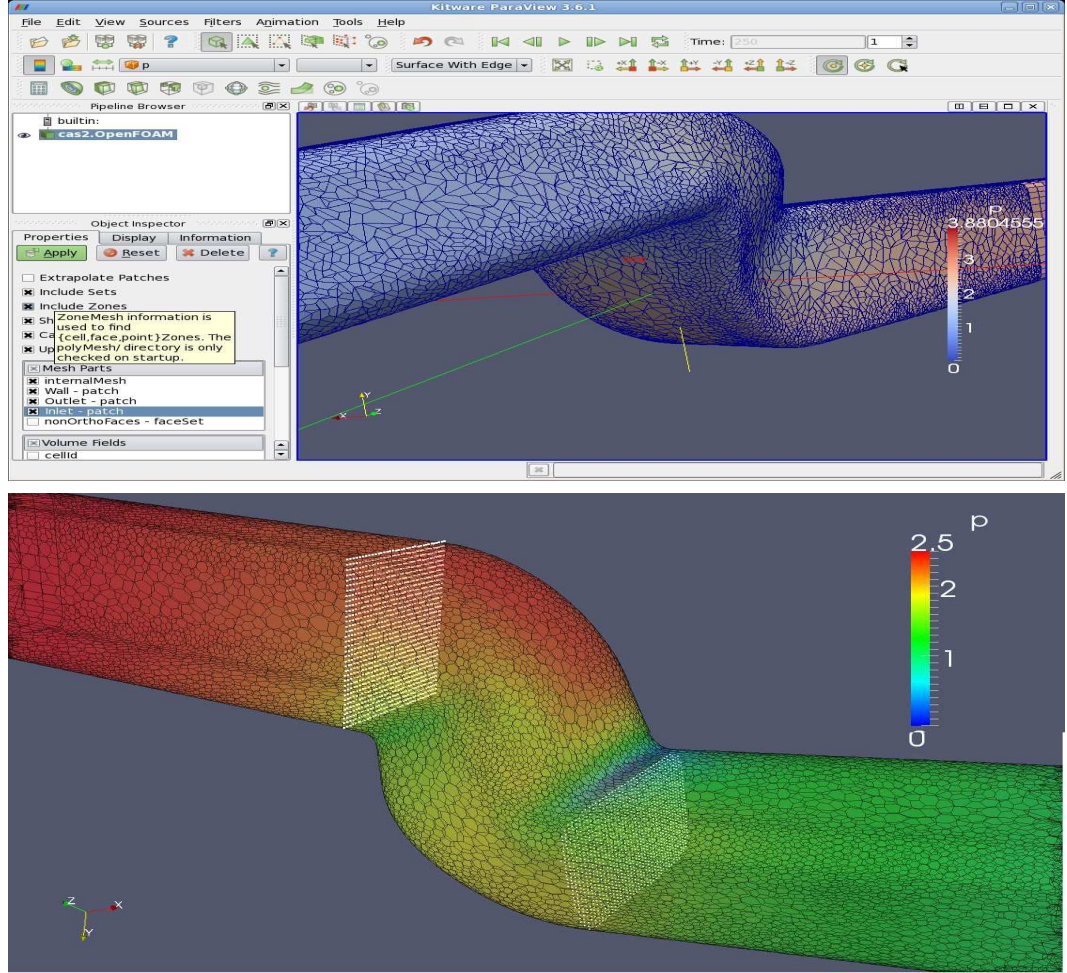 Kitware ParaView 3.6.1
File Edit View Sources Filters Animation Tools Help
Time: 250 1
p Surface With Edge
Pipeline Browser
builtin:
cas2.OpenFOAM
Object Inspector
Properties Display Information
Apply Reset Delete ?
Extrapolate Patches
Include Sets
Include Zones
Sh
Ca
Up
ZoneMesh information is
used to find
{cell,face,point}Zones. The
polyMesh/ directory is only
checked on startup.
Mesh Parts
internalMesh
Wall - patch
Outlet - patch
Inlet - patch
nonOrthoFaces - faceSet
Volume Fields
cellId
p
3.8804555
3
2
1
0
Y
X
Z
p
2.5
2
1
0
Z
X
Y